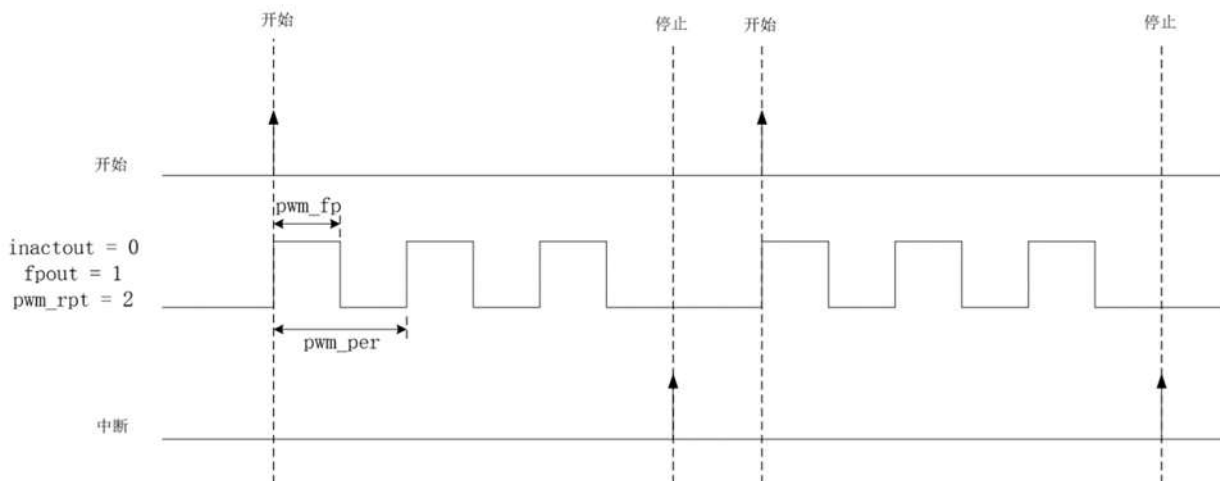 开始
停止
开始
停止
开始
pwm_fp
inactout = 0
fpout = 1
pwm_rpt = 2
pwm_per
中断